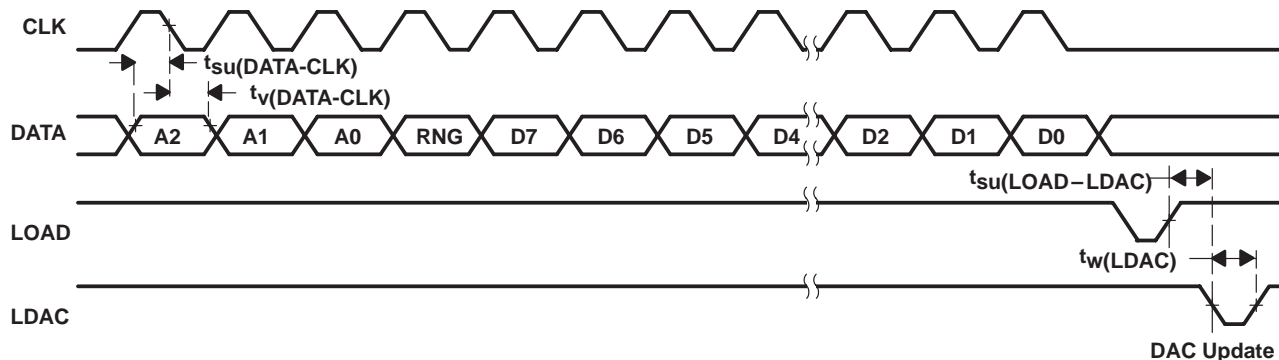 CLK
tsu(DATA-CLK)
tv(DATA-CLK)
DATA A2 A1 A0 RNG D7 D6 D5 D4 D2 D1 D0
tsu(LOAD–LDAC)
LOAD
tw(LDAC)
LDAC
DAC Update